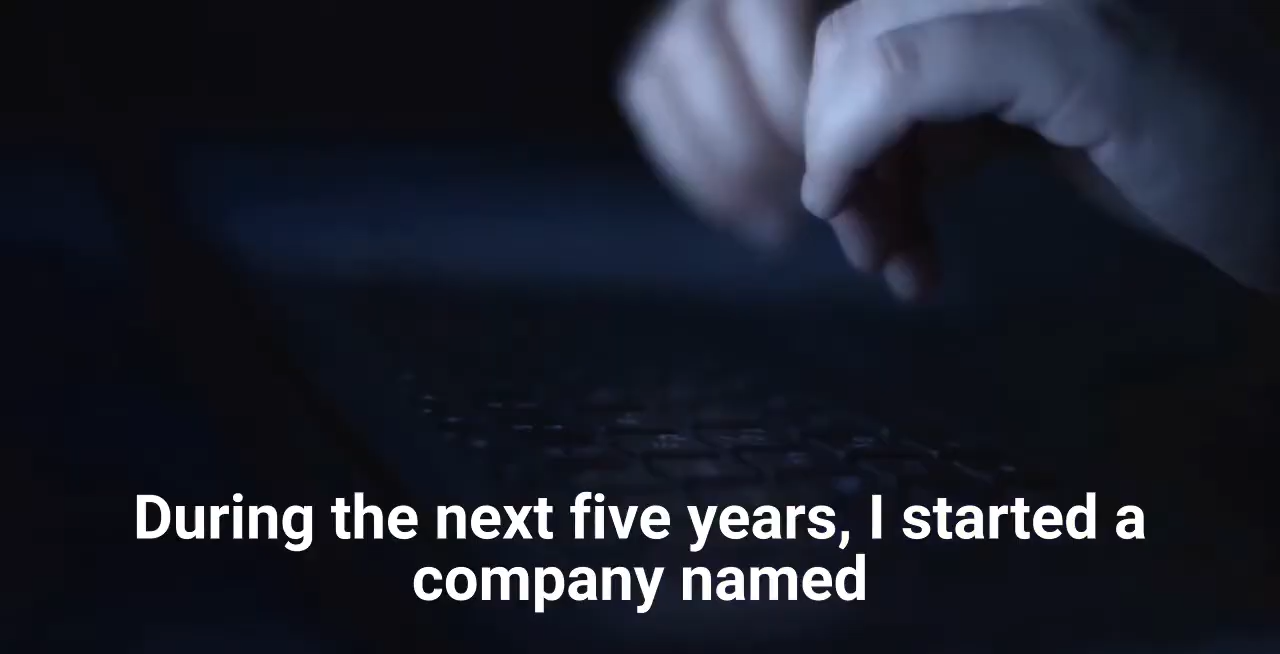 During the next five years, I started a
company named